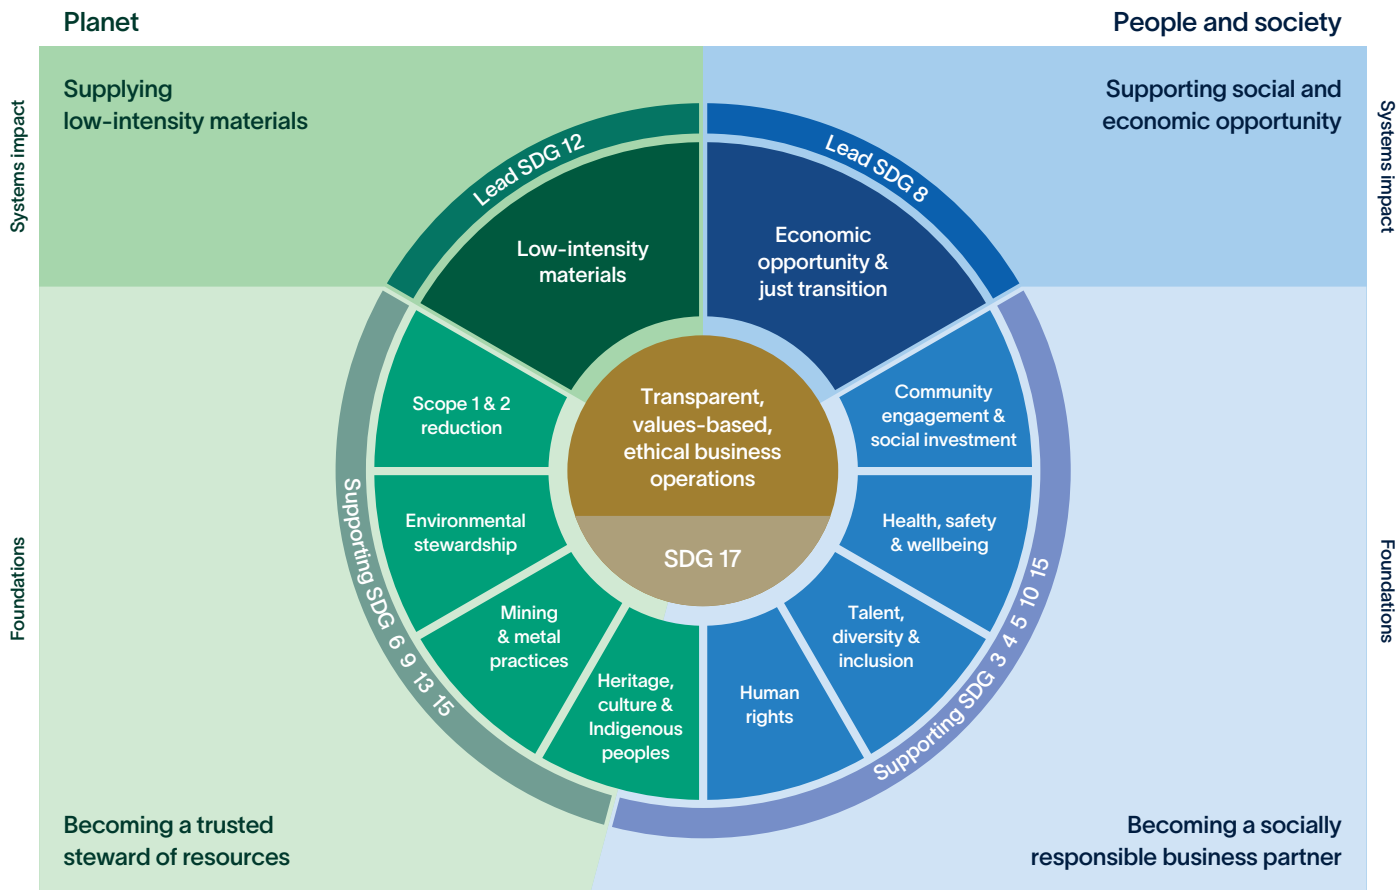 Planet
People and society
Supplying
low-intensity materials
Supporting social and
economic opportunity
Systems impact
Systems impact
Lead SDG 12
Lead SDG 8
Low-intensity
materials
Economic
opportunity &
just transition
Scope 1 & 2
reduction
Transparent,
values-based,
ethical business
operations
SDG 17
Community
engagement &
social investment
Environmental
stewardship
Health, safety
& wellbeing
Mining
& metal
practices
Talent,
diversity &
inclusion
Heritage,
culture &
Indigenous
peoples
Human
rights
Supporting SDG 6 9 13 15
Supporting SDG 3 4 5 10 15
Foundations
Foundations
Becoming a trusted
steward of resources
Becoming a socially
responsible business partner